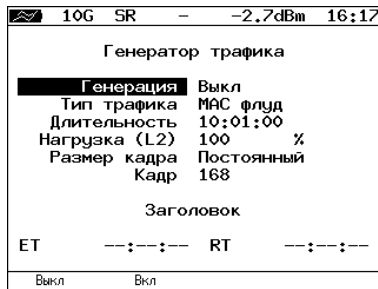 10G SR - -2.7dBm 16:17
Генератор трафика
Генерация Выкл
Тип трафика MAC флуд
Длительность 10:01:00
Нагрузка (L2) 100 %
Размер кадра Постоянный
Кадр 168
Заголовок
ET --:--:-- RT --:--:--
Выкл Вкл